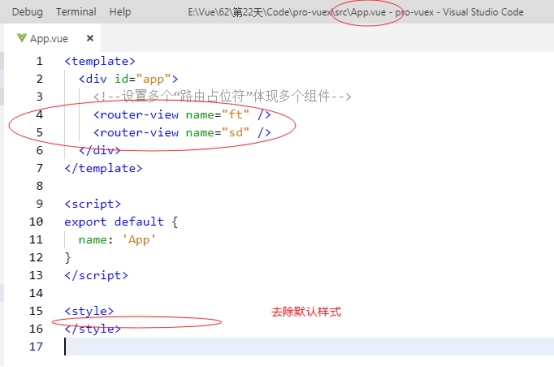 Debug Terminal Help E:\Vue\62\第22天\Code\pro-vuex\src\App.vue - pro-vuex - Visual Studio Code
App.vue ×
1 <template>
2 <div id="app">
3 <!--设置多个“路由占位符”体现多个组件-->
4 <router-view name="ft" />
5 <router-view name="sd" />
6 </div>
7 </template>
8
9 <script>
10 export default {
11 name: 'App'
12 }
13 </script>
14
15 <style> 去除默认样式
16 </style>
17